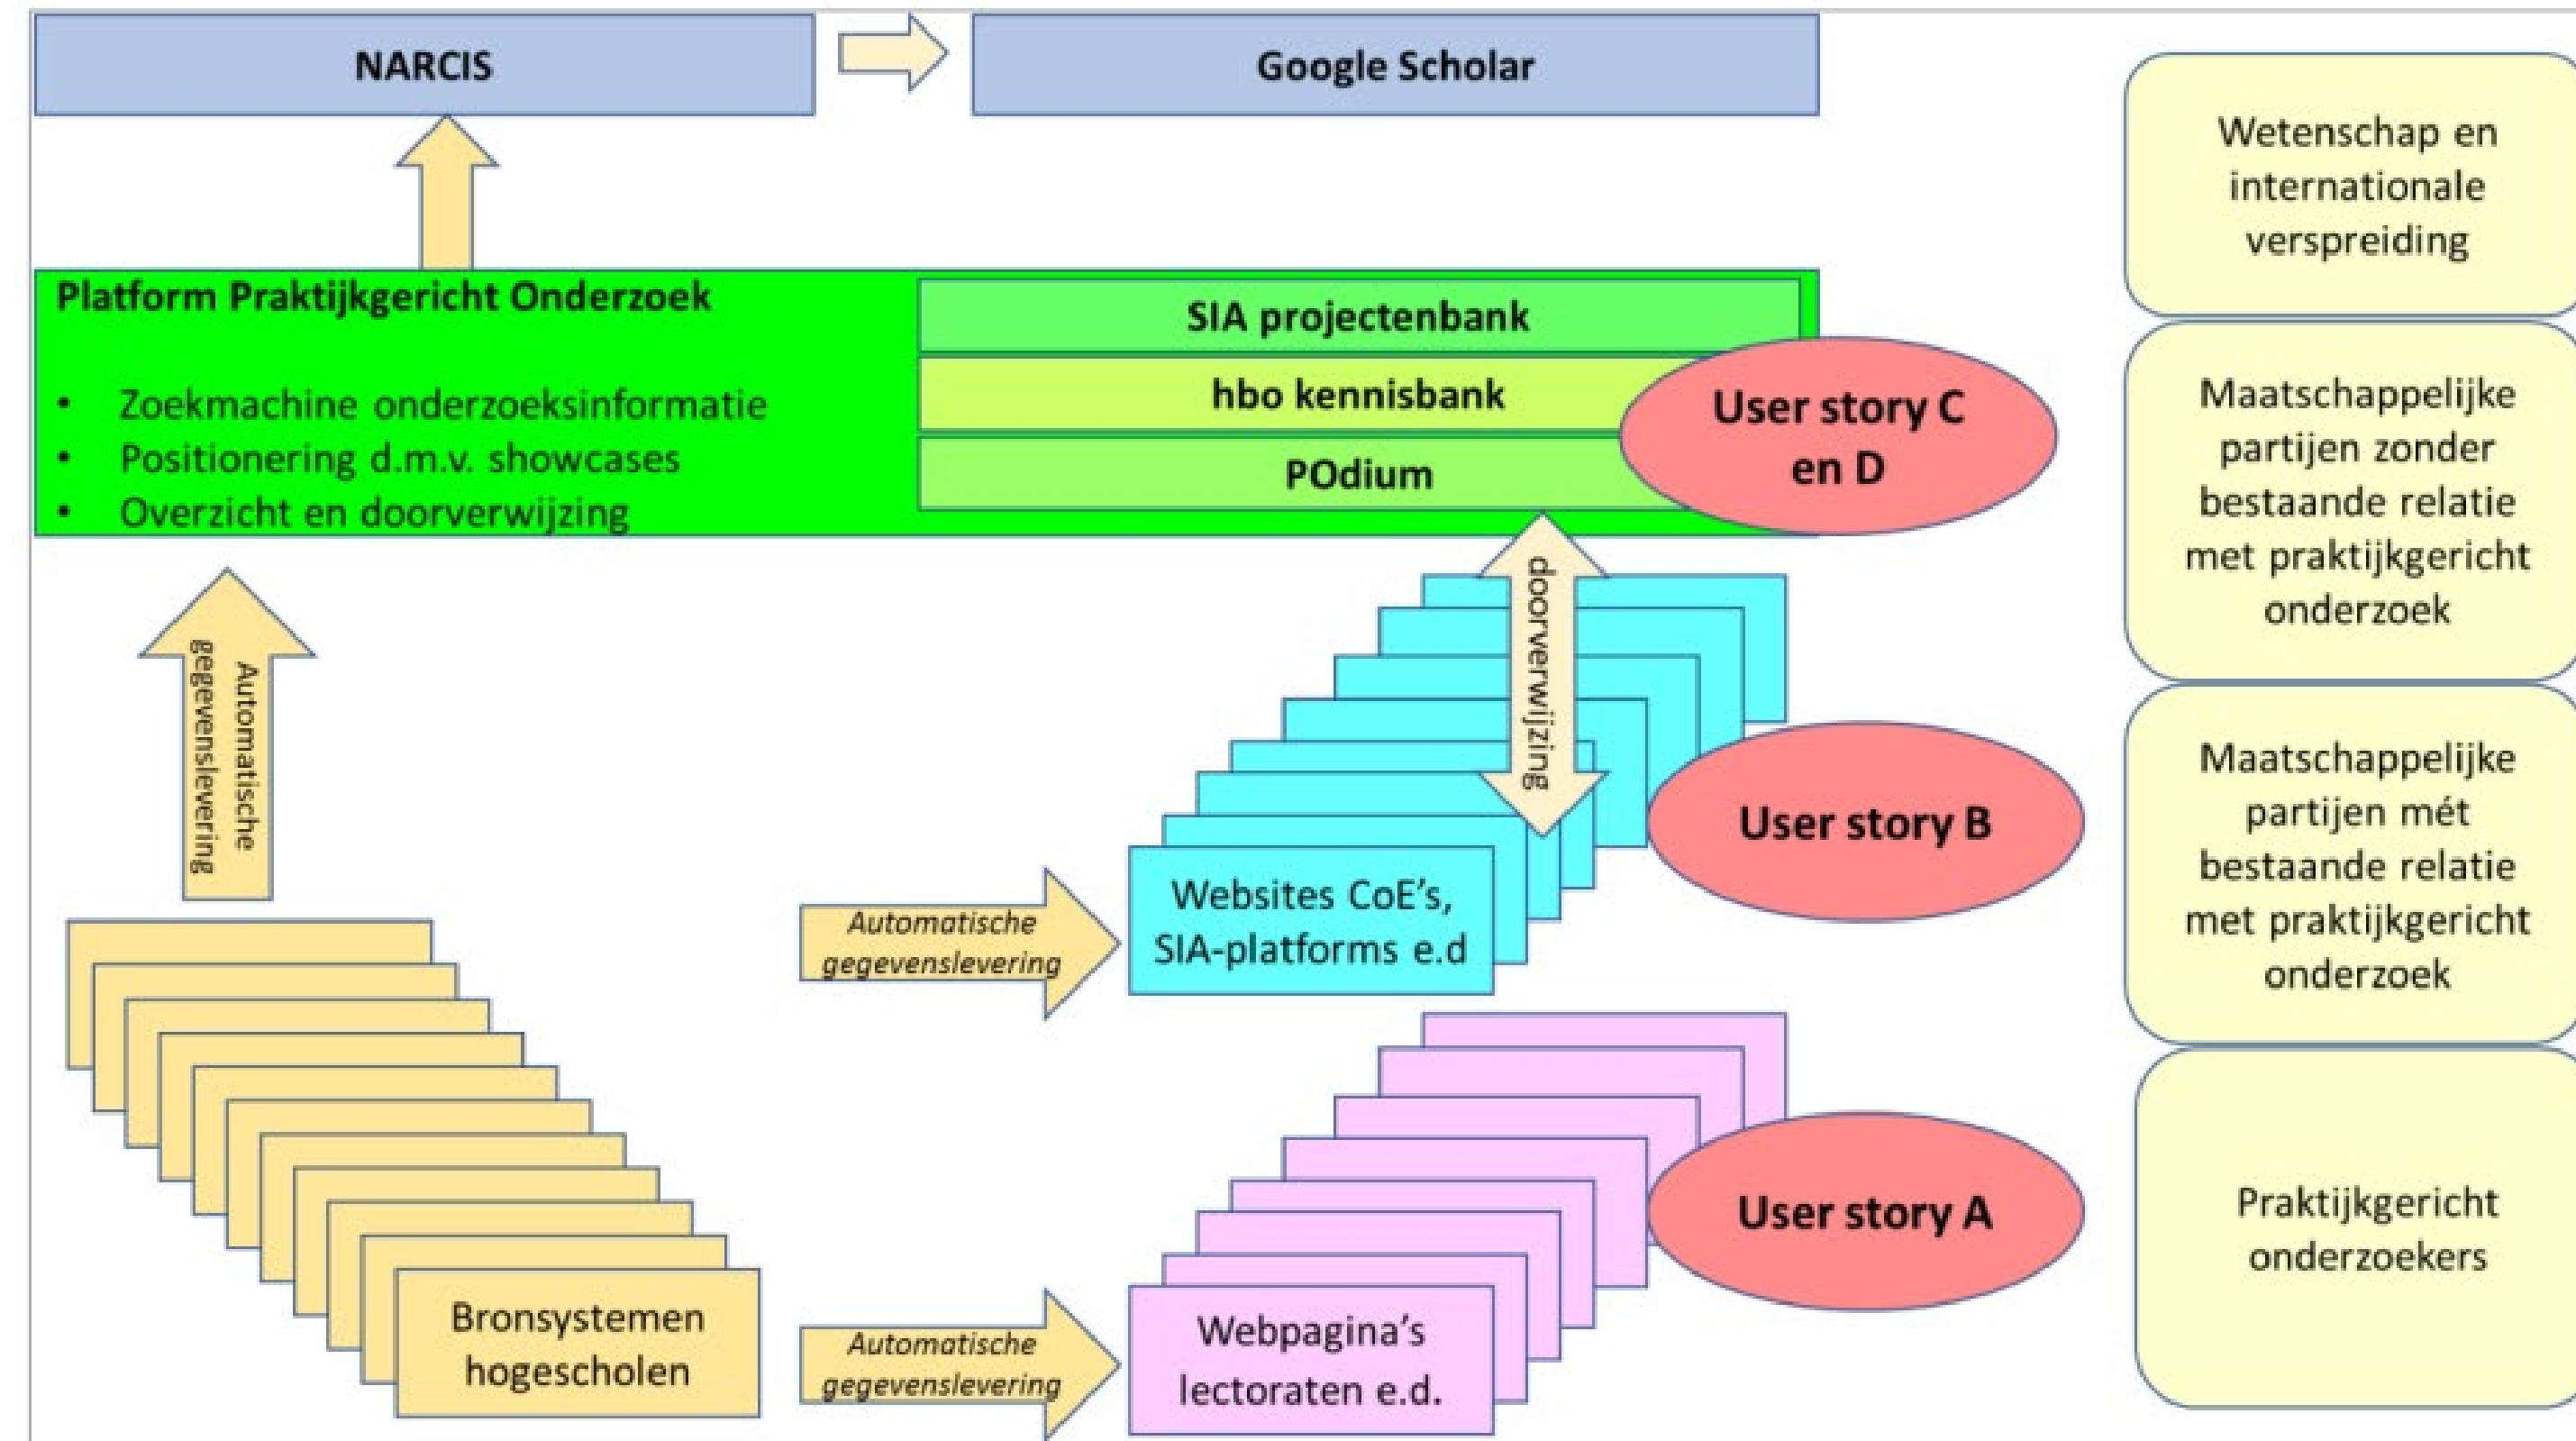 NARCIS
Google Scholar
Platform Praktijkgericht Onderzoek
• Zoekmachine onderzoeksinformatie
• Positionering d.m.v. showcases
• Overzicht en doorverwijzing
SIA projectenbank
hbo kennisbank
POdium
User story C
en D
Automatische
gegevenslevering
doorverwijzing
Automatische
gegevenslevering
Websites CoE’s,
SIA-platforms e.d
User story B
Bronsystemen
hogescholen
Automatische
gegevenslevering
Webpagina’s
lectoraten e.d.
User story A
Wetenschap en
internationale
verspreiding
Maatschappelijke
partijen zonder
bestaande relatie
met praktijkgericht
onderzoek
Maatschappelijke
partijen mét
bestaande relatie
met praktijkgericht
onderzoek
Praktijkgericht
onderzoekers